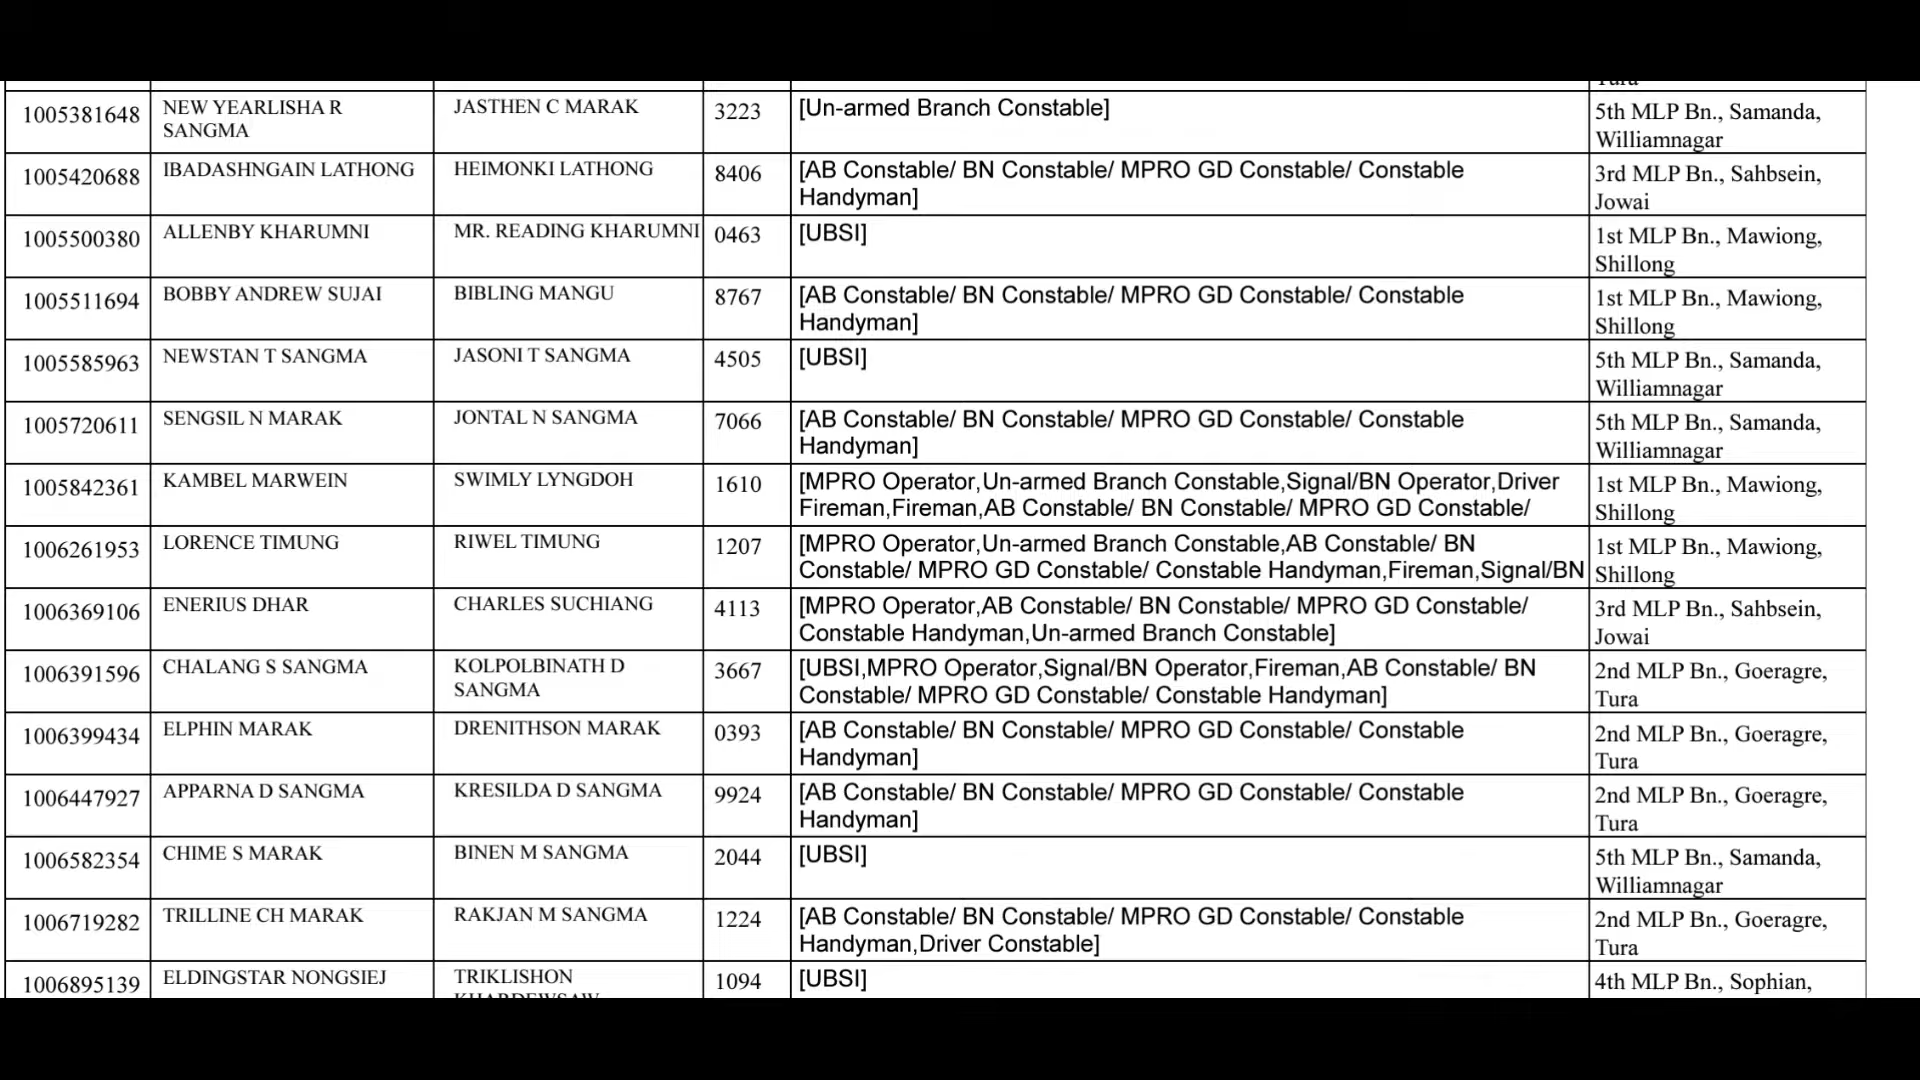 Tura
1005381648 NEW YEARLISHA R JASTHEN C MARAK 3223 [Un-armed Branch Constable] 5th MLP Bn., Samanda,
SANGMA Williamnagar
1005420688 IBADASHNGAIN LATHONG HEIMONKI LATHONG 8406 [AB Constable/ BN Constable/ MPRO GD Constable/ Constable 3rd MLP Bn., Sahbsein,
Handyman] Jowai
1005500380 ALLENBY KHARUMNI MR. READING KHARUMNI 0463 [UBSI] 1st MLP Bn., Mawiong,
Shillong
1005511694 BOBBY ANDREW SUJAI BIBLING MANGU 8767 [AB Constable/ BN Constable/ MPRO GD Constable/ Constable 1st MLP Bn., Mawiong,
Handyman] Shillong
1005585963 NEWSTAN T SANGMA JASONI T SANGMA 4505 [UBSI] 5th MLP Bn., Samanda,
Williamnagar
1005720611 SENGSIL N MARAK JONTAL N SANGMA 7066 [AB Constable/ BN Constable/ MPRO GD Constable/ Constable 5th MLP Bn., Samanda,
Handyman] Williamnagar
1005842361 KAMBEL MARWEIN SWIMLY LYNGDOH 1610 [MPRO Operator,Un-armed Branch Constable,Signal/BN Operator,Driver 1st MLP Bn., Mawiong,
Fireman,Fireman,AB Constable/ BN Constable/ MPRO GD Constable/ Shillong
1006261953 LORENCE TIMUNG RIWEL TIMUNG 1207 [MPRO Operator,Un-armed Branch Constable,AB Constable/ BN 1st MLP Bn., Mawiong,
Constable/ MPRO GD Constable/ Constable Handyman,Fireman,Signal/BN Shillong
1006369106 ENERIUS DHAR CHARLES SUCHIANG 4113 [MPRO Operator,AB Constable/ BN Constable/ MPRO GD Constable/ 3rd MLP Bn., Sahbsein,
Constable Handyman,Un-armed Branch Constable] Jowai
1006391596 CHALANG S SANGMA KOLPOLBINATH D 3667 [UBSI,MPRO Operator,Signal/BN Operator,Fireman,AB Constable/ BN 2nd MLP Bn., Goeragre,
SANGMA Constable/ MPRO GD Constable/ Constable Handyman] Tura
1006399434 ELPHIN MARAK DRENITHSON MARAK 0393 [AB Constable/ BN Constable/ MPRO GD Constable/ Constable 2nd MLP Bn., Goeragre,
Handyman] Tura
1006447927 APPARNA D SANGMA KRESILDA D SANGMA 9924 [AB Constable/ BN Constable/ MPRO GD Constable/ Constable 2nd MLP Bn., Goeragre,
Handyman] Tura
1006582354 CHIME S MARAK BINEN M SANGMA 2044 [UBSI] 5th MLP Bn., Samanda,
Williamnagar
1006719282 TRILLINE CH MARAK RAKJAN M SANGMA 1224 [AB Constable/ BN Constable/ MPRO GD Constable/ Constable 2nd MLP Bn., Goeragre,
Handyman,Driver Constable] Tura
1006895139 ELDINGSTAR NONGSIEJ TRIKLISHON 1094 [UBSI] 4th MLP Bn., Sophian,